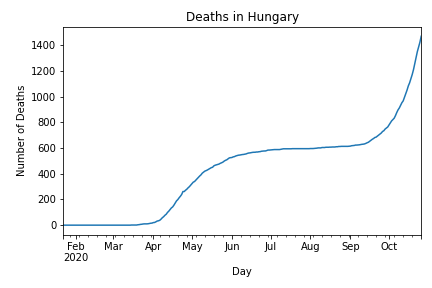 Deaths in Hungary
Number of Deaths
1400
1200
1000
800
600
400
200
0
Feb Mar Apr May Jun Jul Aug Sep Oct
2020
Day